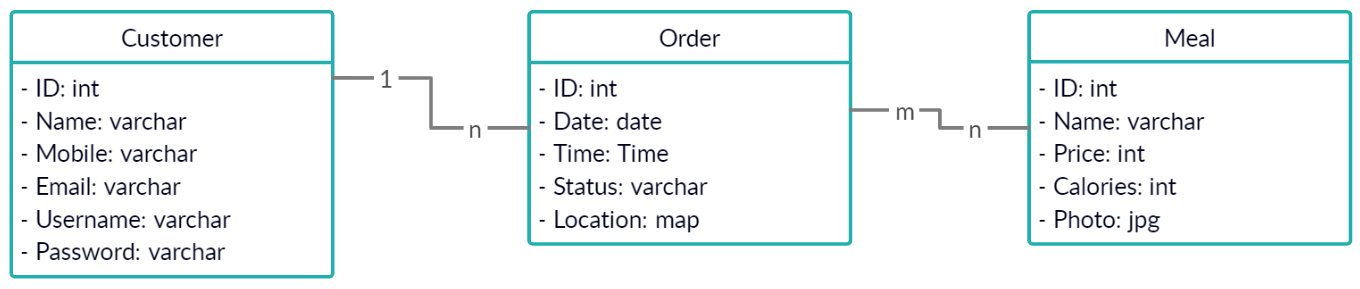 Customer
- ID: int
- Name: varchar
- Mobile: varchar
- Email: varchar
- Username: varchar
- Password: varchar
1
n
Order
- ID: int
- Date: date
- Time: Time
- Status: varchar
- Location: map
m
n
Meal
- ID: int
- Name: varchar
- Price: int
- Calories: int
- Photo: jpg